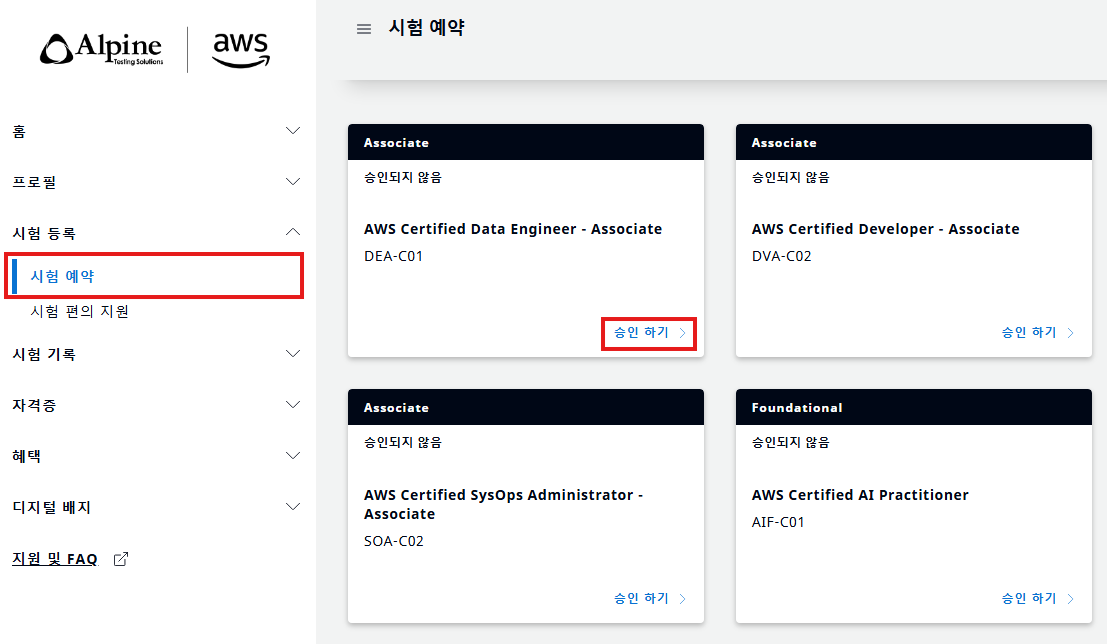 Alpine
Testing Solutions
aws
홈
프로필
시험 등록
시험 예약
시험 편의 지원
시험 기록
자격증
혜택
디지털 배지
지원 및 FAQ
시험 예약
Associate
승인되지 않음
AWS Certified Data Engineer - Associate
DEA-C01
승인 하기
Associate
승인되지 않음
AWS Certified Developer - Associate
DVA-C02
승인 하기
Associate
승인되지 않음
AWS Certified SysOps Administrator -
Associate
SOA-C02
승인 하기
Foundational
승인되지 않음
AWS Certified AI Practitioner
AIF-C01
승인 하기